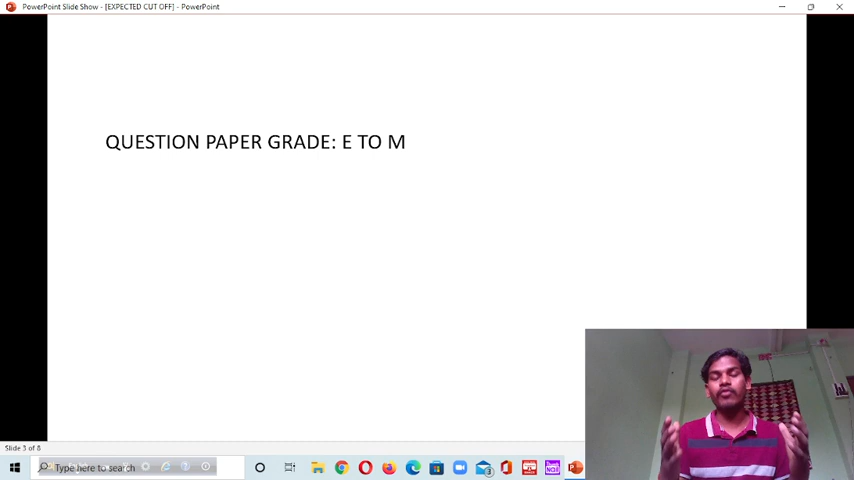 PowerPoint Slide Show - [EXPECTED CUT OFF] - PowerPoint
QUESTION PAPER GRADE: E TO M
Slide 3 of 8
Type here to search